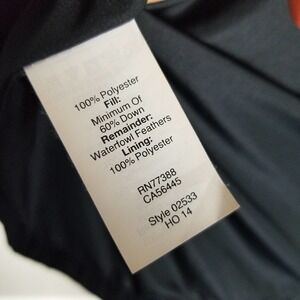 100% Polyester
Fill:
Minimum Of
60% Down
Remainder:
Waterfowl Feathers
Lining:
100% Polyester
RN77388
CA56445
Style 02533
HO 14